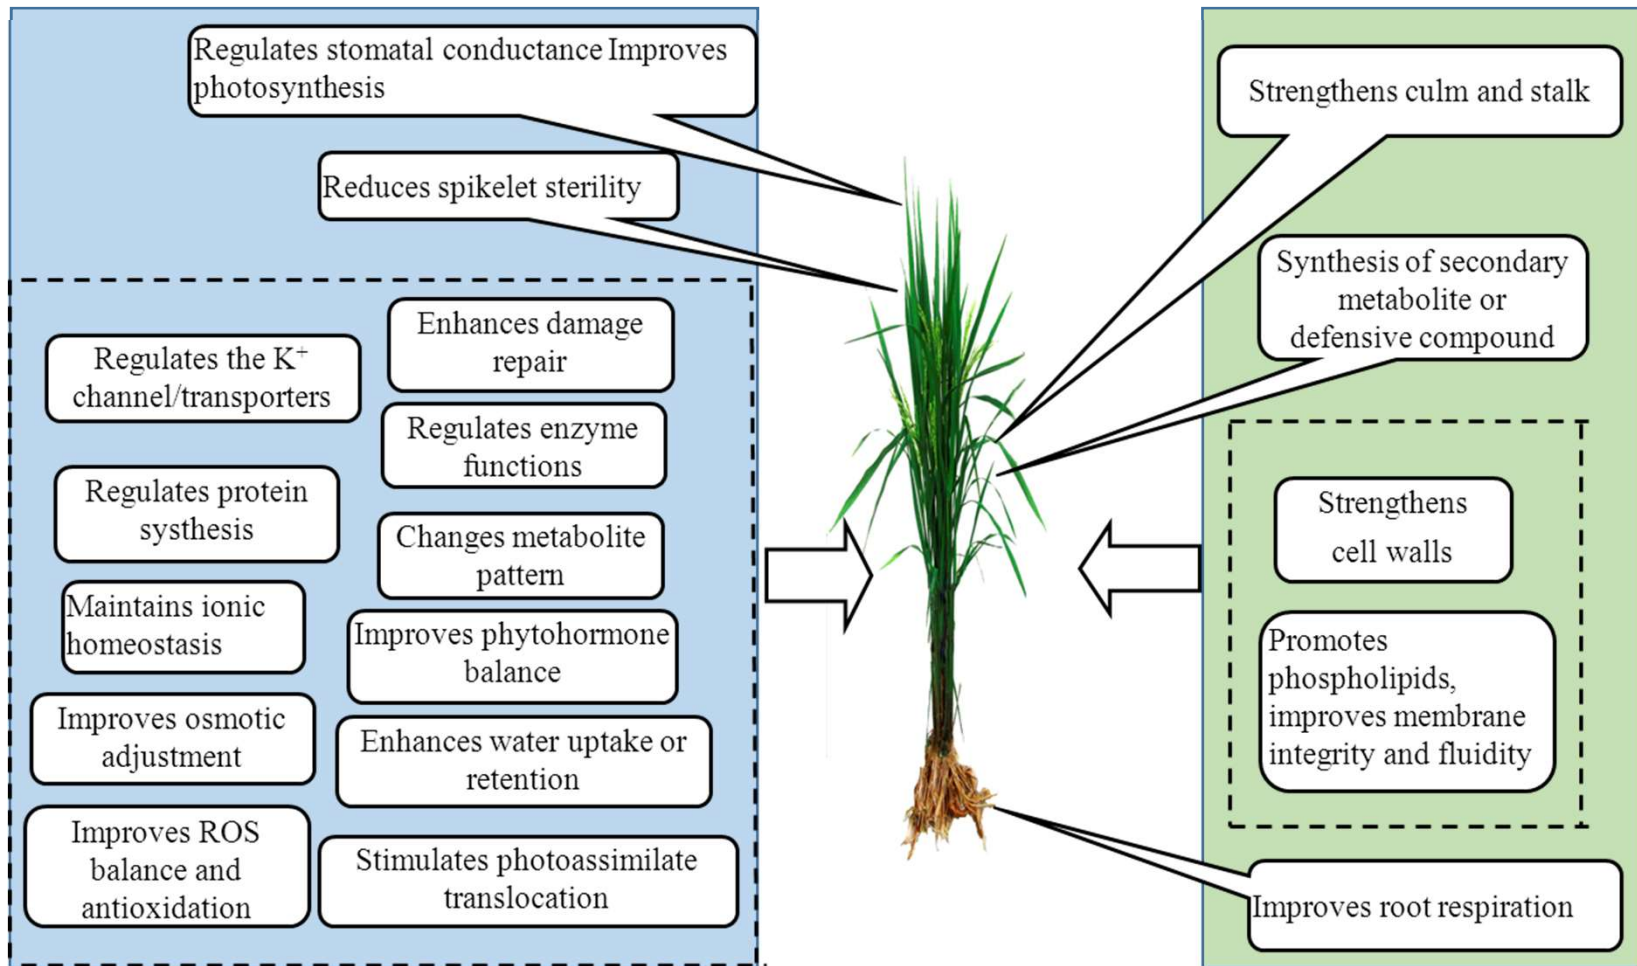 Regulates stomatal conductance Improves
photosynthesis
Reduces spikelet sterility
Regulates the K⁺
channel/transporters
Enhances damage
repair
Regulates enzyme
functions
Regulates protein
systhesis
Changes metabolite
pattern
Maintains ionic
homeostasis
Improves phytohormone
balance
Improves osmotic
adjustment
Enhances water uptake or
retention
Improves ROS
balance and
antioxidation
Stimulates photoassimilate
translocation
Strengthens culm and stalk
Synthesis of secondary
metabolite or
defensive compound
Strengthens
cell walls
Promotes
phospholipids,
improves membrane
integrity and fluidity
Improves root respiration